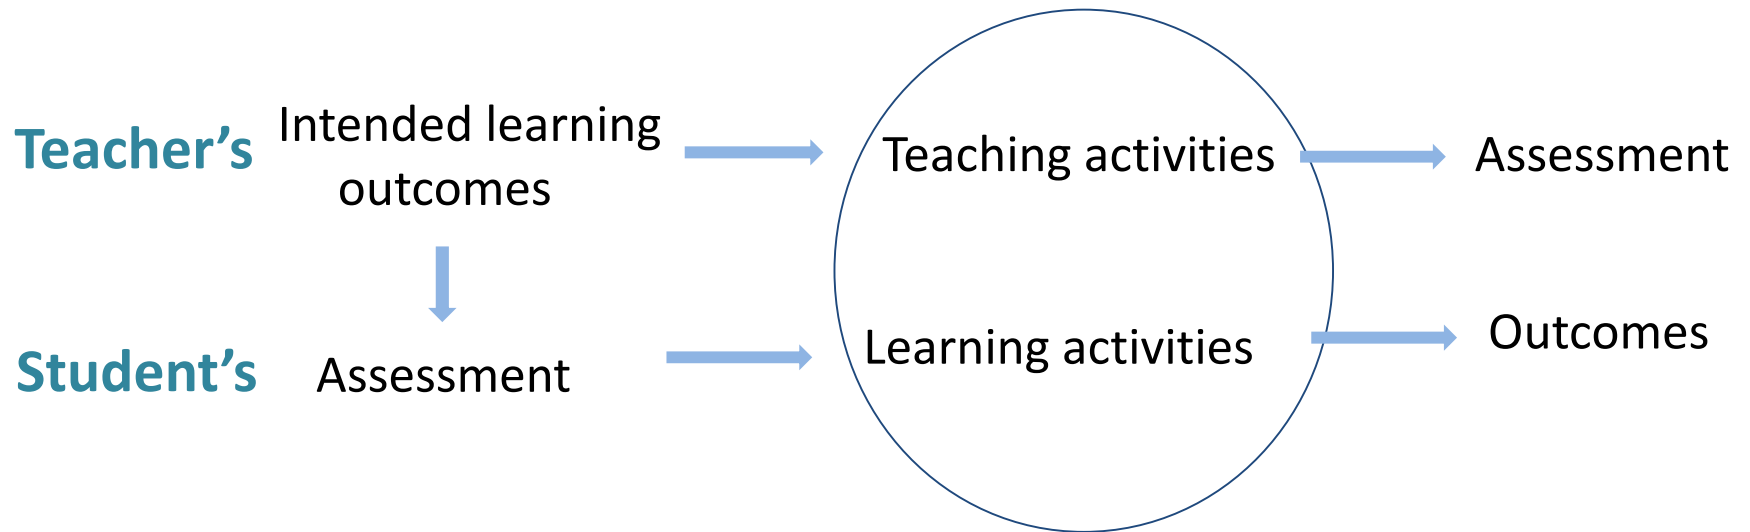 Teacher’s
Intended learning
outcomes
Teaching activities
Assessment
Student’s
Assessment
Learning activities
Outcomes